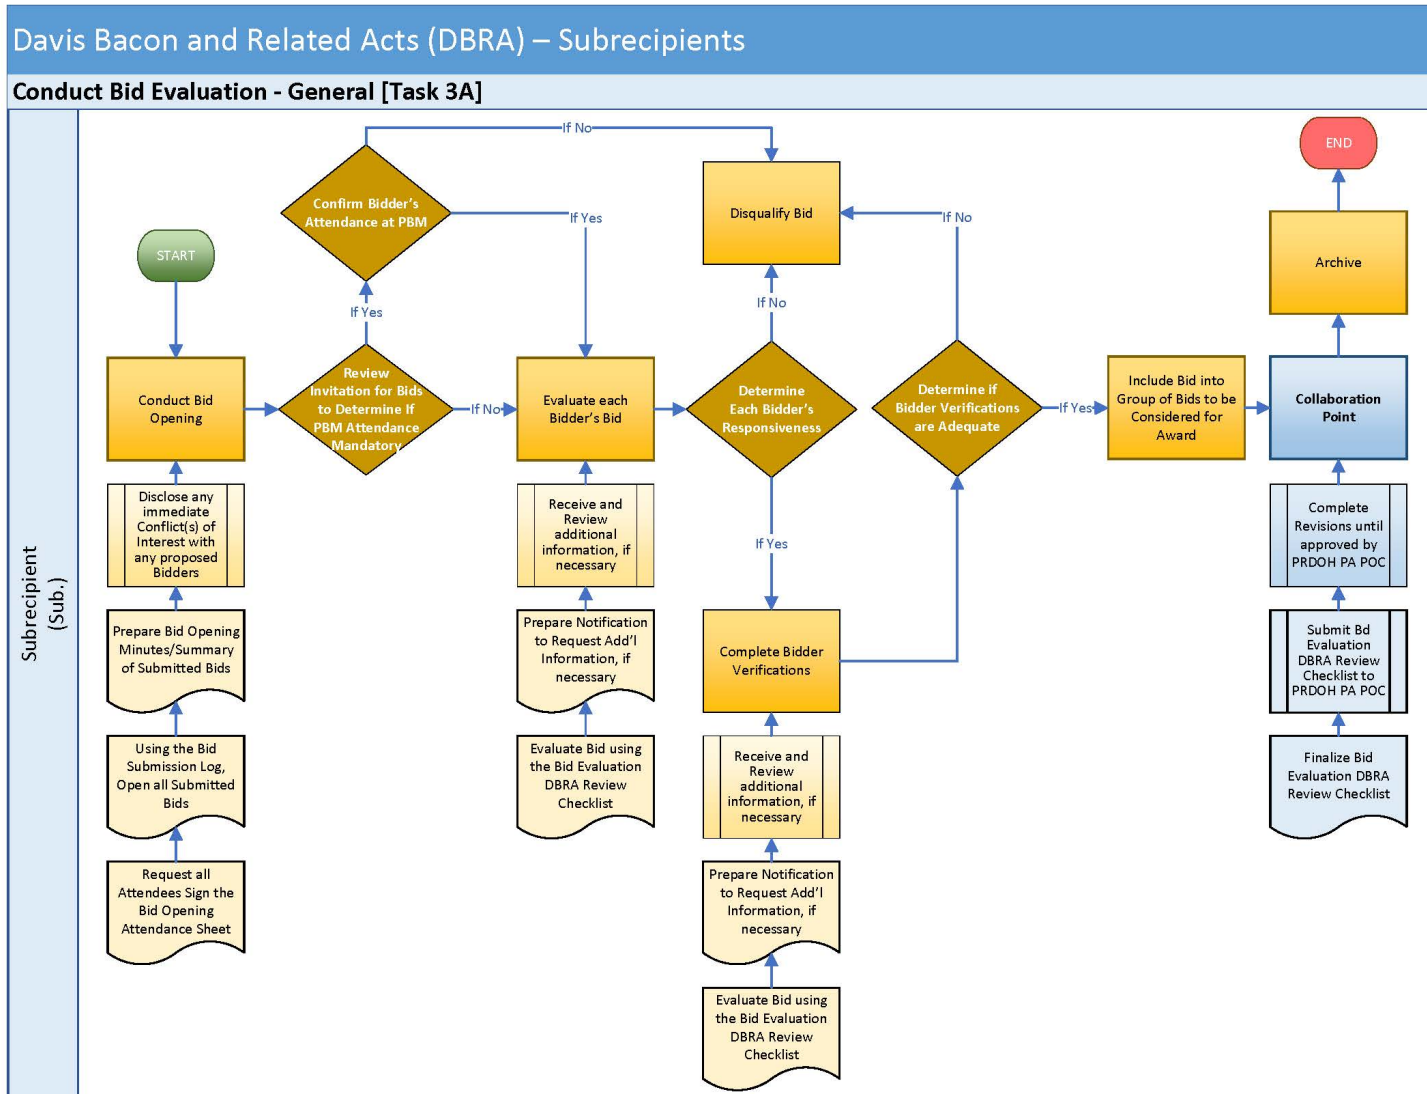 Davis Bacon and Related Acts (DBRA) – Subrecipients
Conduct Bid Evaluation - General [Task 3A]
Subrecipient
(Sub.)
START
Conduct Bid
Opening
Disclose any
immediate
Conflict(s) of
Interest with
any proposed
Bidders
Prepare Bid Opening
Minutes/Summary
of Submitted Bids
Using the Bid
Submission Log,
Open all Submitted
Bids
Request all
Attendees Sign the
Bid Opening
Attendance Sheet
Review
Invitation for Bids
to Determine If
PBM Attendance
Mandatory
If Yes
If No
Confirm Bidder's
Attendance at PBM
If No
If Yes
Evaluate each
Bidder's Bid
Receive and
Review
additional
information, if
necessary
Prepare Notification
to Request Add'l
Information, if
necessary
Evaluate Bid using
the Bid Evaluation
DBRA Review
Checklist
Disqualify Bid
If No
Determine
Each Bidder's
Responsiveness
If Yes
Complete Bidder
Verifications
Receive and
Review
additional
information, if
necessary
Prepare Notification
to Request Add'l
Information, if
necessary
Evaluate Bid using
the Bid Evaluation
DBRA Review
Checklist
If No
Determine if
Bidder Verifications
are Adequate
If Yes
Include Bid into
Group of Bids to be
Considered for
Award
END
Archive
Collaboration
Point
Complete
Revisions until
approved by
PRDOH PA POC
Submit Bd
Evaluation
DBRA Review
Checklist to
PRDOH PA POC
Finalize Bid
Evaluation DBRA
Review Checklist